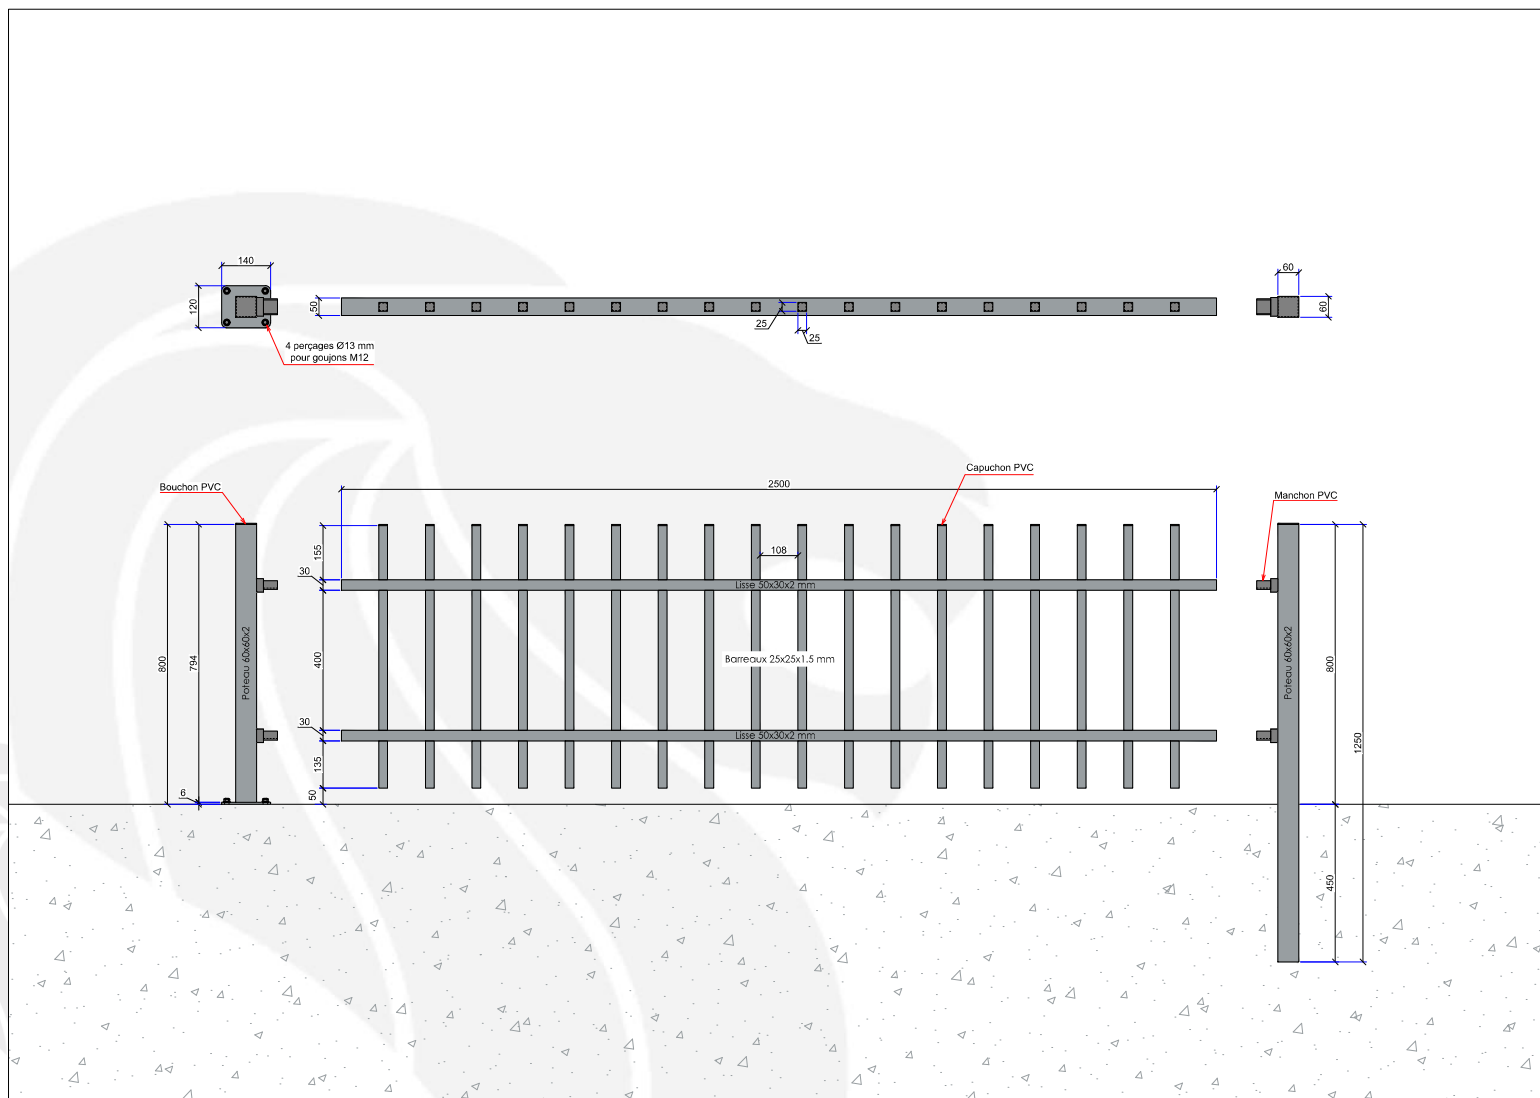 140
120
4 perçages Ø13 mm
pour goujons M12
50
25
25
60
60
Bouchon PVC
Capuchon PVC
Manchon PVC
2500
155
108
30
Lisse 50x30x2 mm
800
794
Poteau 60x60x2
400
Barreaux 25x25x1.5 mm
Poteau 60x60x2
800
1250
30
Lisse 50x30x2 mm
135
6
50
450